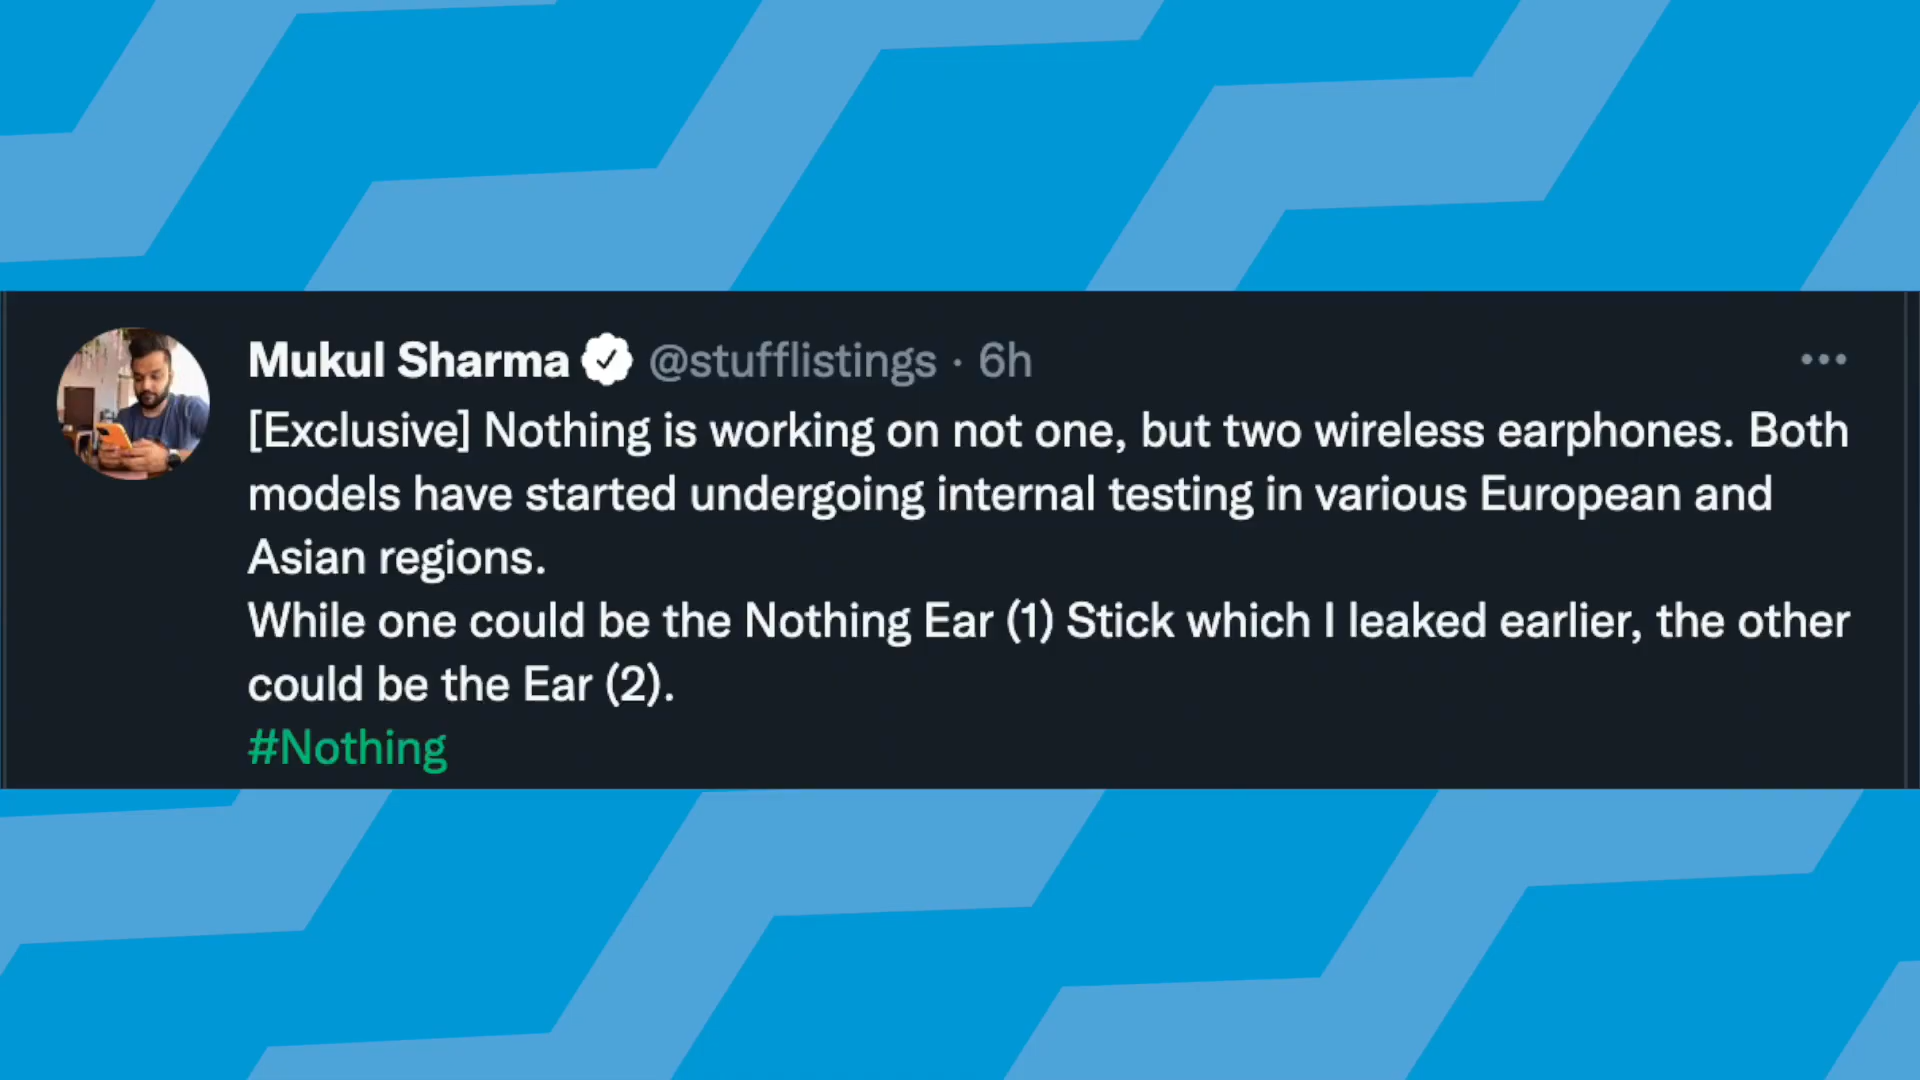 Mukul Sharma @stufflistings · 6h
[Exclusive] Nothing is working on not one, but two wireless earphones. Both
models have started undergoing internal testing in various European and
Asian regions.
While one could be the Nothing Ear (1) Stick which I leaked earlier, the other
could be the Ear (2).
#Nothing